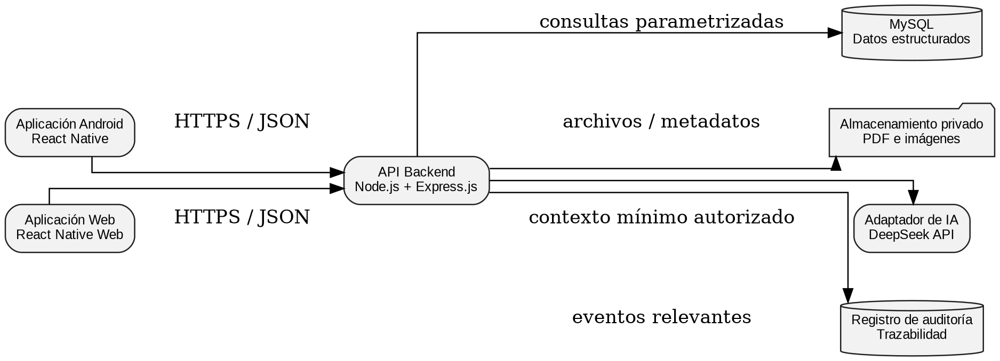 consultas parametrizadas
MySQL
Datos estructurados
Aplicación Android
React Native
HTTPS / JSON
archivos / metadatos
Almacenamiento privado
PDF e imágenes
API Backend
Node.js + Express.js
Aplicación Web
React Native Web
HTTPS / JSON
contexto mínimo autorizado
Adaptador de IA
DeepSeek API
eventos relevantes
Registro de auditoría
Trazabilidad